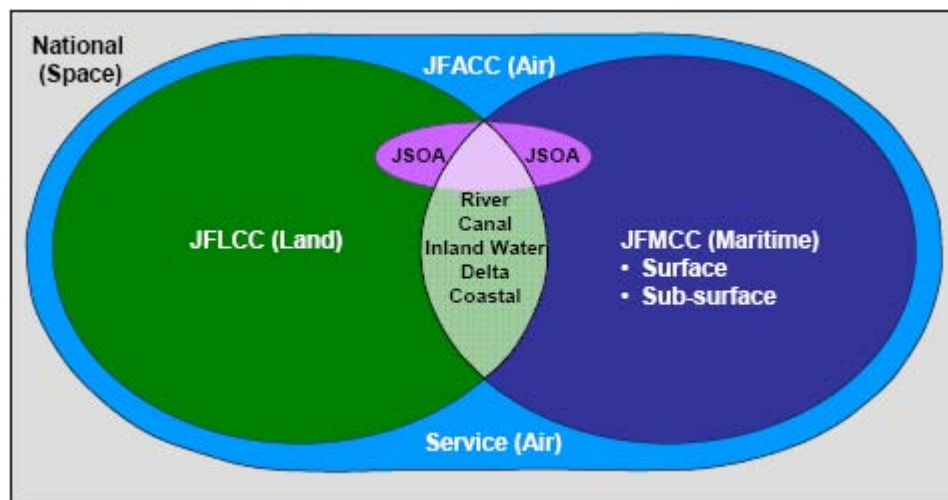 National
(Space)
JFACC (Air)
JSOA
JSOA
River
Canal
Inland Water
Delta
Coastal
JFLCC (Land)
JFMCC (Maritime)
• Surface
• Sub-surface
Service (Air)